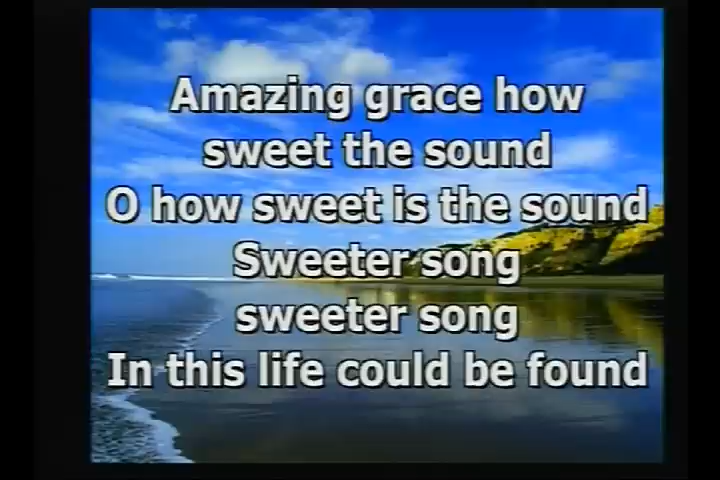 Amazing grace how
sweet the sound
O how sweet is the sound
Sweeter song
sweeter song
In this life could be found